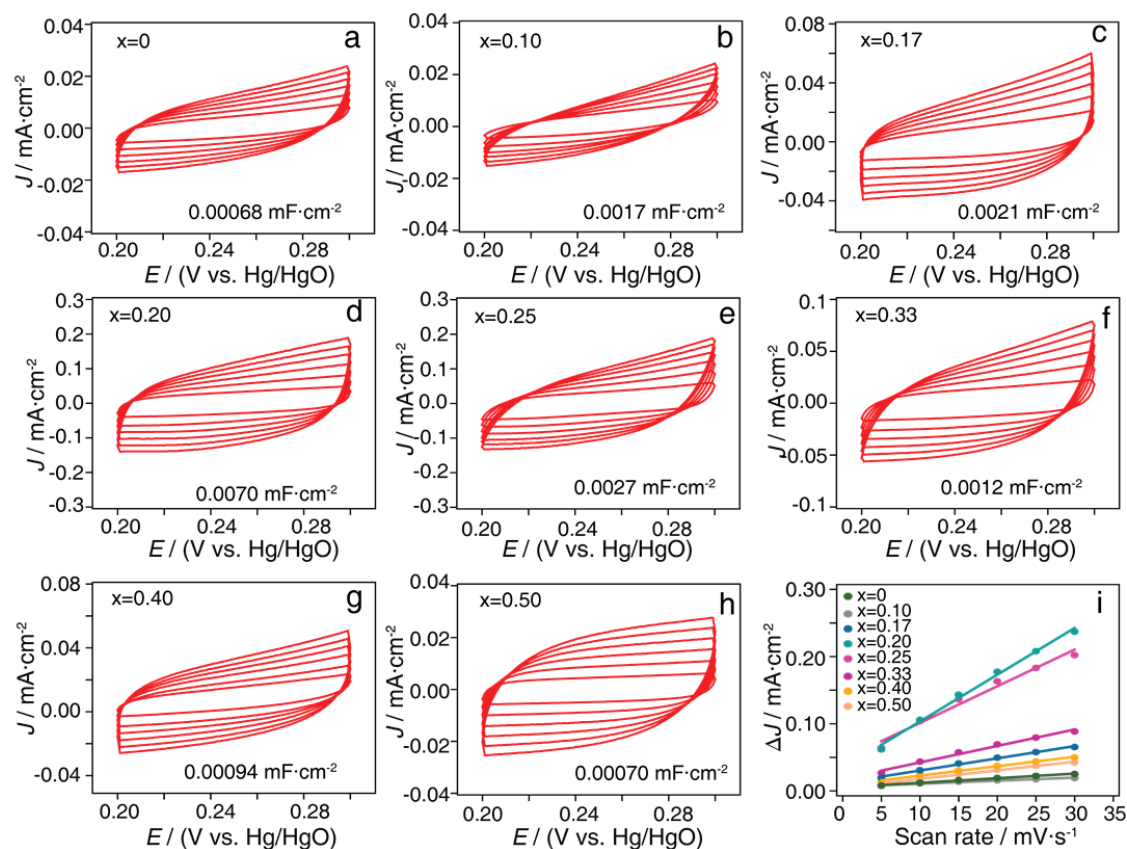 x=0
a
0.04
0.02
0.00
-0.02
-0.04
J / mA·cm⁻²
0.00068 mF·cm⁻²
0.20
0.24
0.28
E / (V vs. Hg/HgO)
x=0.10
b
0.04
0.02
0.00
-0.02
-0.04
J / mA·cm⁻²
0.0017 mF·cm⁻²
0.20
0.24
0.28
E / (V vs. Hg/HgO)
x=0.17
c
0.08
0.04
0.00
-0.04
J / mA·cm⁻²
0.0021 mF·cm⁻²
0.20
0.24
0.28
E / (V vs. Hg/HgO)
x=0.20
d
0.3
0.2
0.1
0.0
-0.1
-0.2
-0.3
J / mA·cm⁻²
0.0070 mF·cm⁻²
0.20
0.24
0.28
E / (V vs. Hg/HgO)
x=0.25
e
0.3
0.2
0.1
0.0
-0.1
-0.2
-0.3
J / mA·cm⁻²
0.0027 mF·cm⁻²
0.20
0.24
0.28
E / (V vs. Hg/HgO)
x=0.33
f
0.1
0.05
0.00
-0.05
-0.1
J / mA·cm⁻²
0.0012 mF·cm⁻²
0.20
0.24
0.28
E / (V vs. Hg/HgO)
x=0.40
g
0.08
0.04
0.00
-0.04
J / mA·cm⁻²
0.00094 mF·cm⁻²
0.20
0.24
0.28
E / (V vs. Hg/HgO)
x=0.50
h
0.04
0.02
0.00
-0.02
-0.04
J / mA·cm⁻²
0.00070 mF·cm⁻²
0.20
0.24
0.28
E / (V vs. Hg/HgO)
i
x=0
x=0.10
x=0.17
x=0.20
x=0.25
x=0.33
x=0.40
x=0.50
0.30
0.20
0.10
0.00
ΔJ / mA·cm⁻²
0
5
10
15
20
25
30
35
Scan rate / mV·s⁻¹